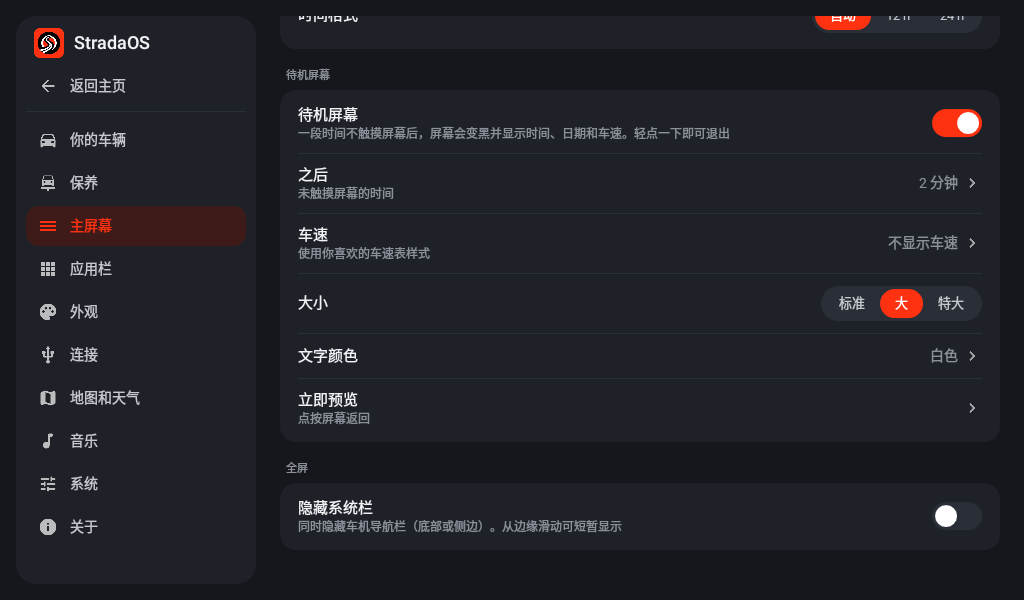 StradaOS
返回主页
你的车辆
保养
主屏幕
应用栏
外观
连接
地图和天气
音乐
系统
关于
时间格式
自动
12 h
24 h
待机屏幕
待机屏幕
一段时间不触摸屏幕后，屏幕会变黑并显示时间、日期和车速。轻点一下即可退出
之后
未触摸屏幕的时间
2 分钟
车速
使用你喜欢的车速表样式
不显示车速
大小
标准
大
特大
文字颜色
白色
立即预览
点按屏幕返回
全屏
隐藏系统栏
同时隐藏车机导航栏（底部或侧边）。从边缘滑动可短暂显示